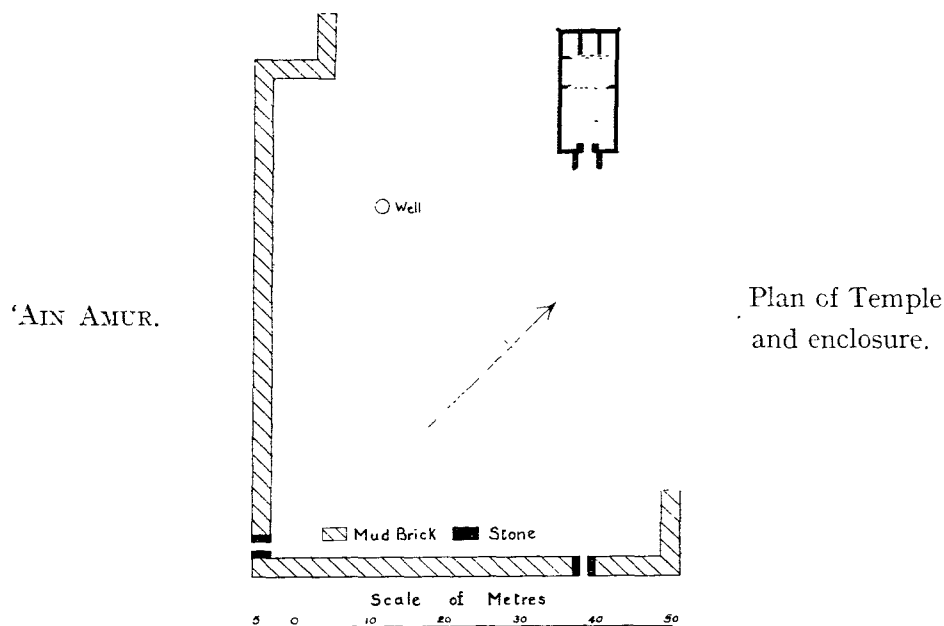 Well
‘AIN AMUR.
Plan of Temple
and enclosure.
Mud Brick Stone
Scale of Metres
5 0 10 20 30 40 50